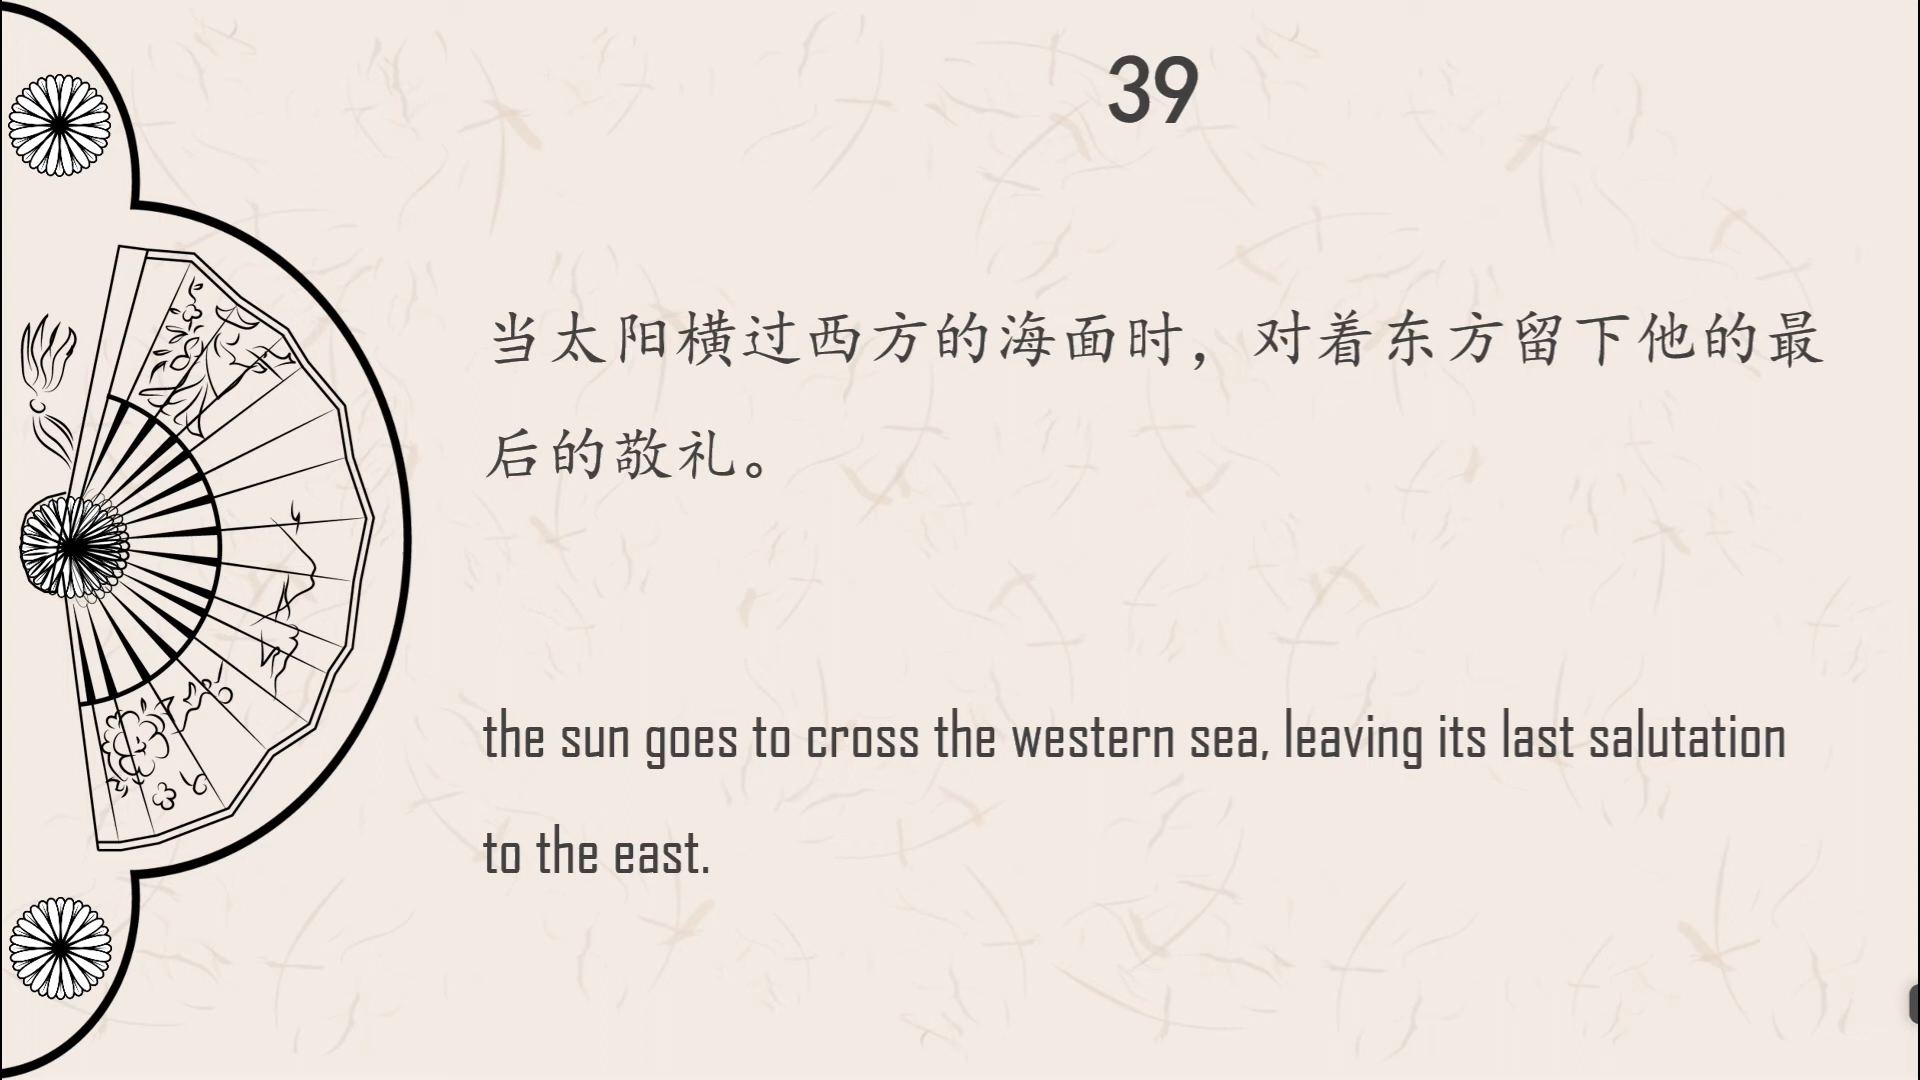 39
当太阳横过西方的海面时，对着东方留下他的最
后的敬礼。
the sun goes to cross the western sea, leaving its last salutation
to the east.